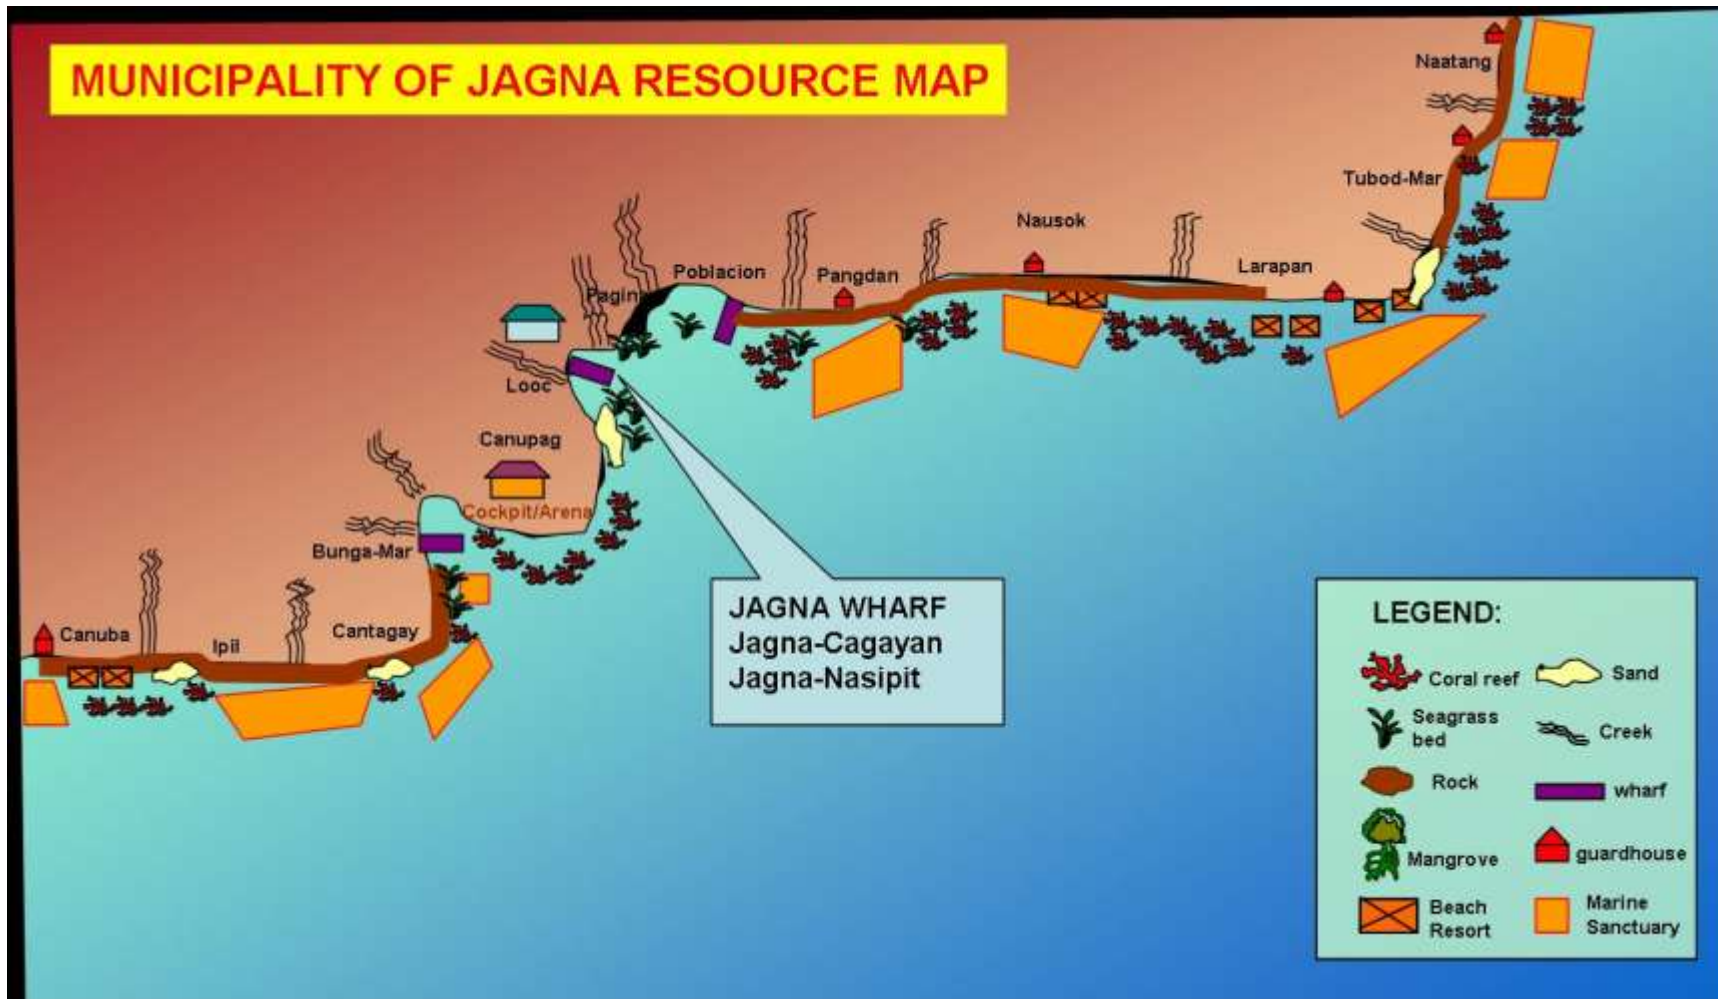 MUNICIPALITY OF JAGNA RESOURCE MAP
Naatang
Tubod-Mar
Nausok
Larapan
Poblacion
Pangdan
Looc
Canupag
Cockpit/Arena
Bunga-Mar
Canuba
Ipil
Cantagay
JAGNA WHARF
Jagna-Cagayan
Jagna-Nasipit
LEGEND:
Coral reef
Sand
Seagrass
bed
Creek
Rock
wharf
Mangrove
guardhouse
Beach
Resort
Marine
Sanctuary